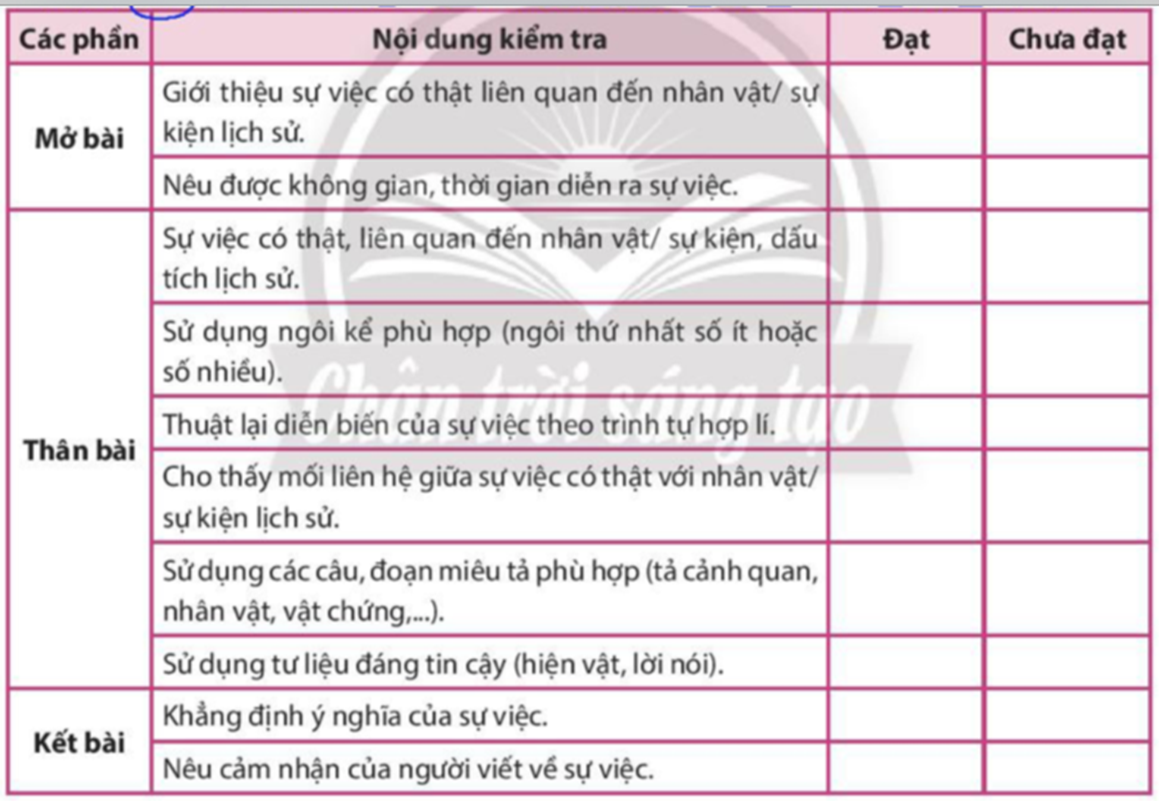 Các phần Nội dung kiểm tra Đạt Chưa đạt
Mở bài
Giới thiệu sự việc có thật liên quan đến nhân vật/ sự
kiện lịch sử.
Nêu được không gian, thời gian diễn ra sự việc.
Thân bài
Sự việc có thật, liên quan đến nhân vật/ sự kiện, dấu
tích lịch sử.
Sử dụng ngôi kể phù hợp (ngôi thứ nhất số ít hoặc
số nhiều).
Thuật lại diễn biến của sự việc theo trình tự hợp lí.
Cho thấy mối liên hệ giữa sự việc có thật với nhân vật/
sự kiện lịch sử.
Sử dụng các câu, đoạn miêu tả phù hợp (tả cảnh quan,
nhân vật, vật chứng,...).
Sử dụng tư liệu đáng tin cậy (hiện vật, lời nói).
Kết bài
Khẳng định ý nghĩa của sự việc.
Nêu cảm nhận của người viết về sự việc.
Chân trời sáng tạo